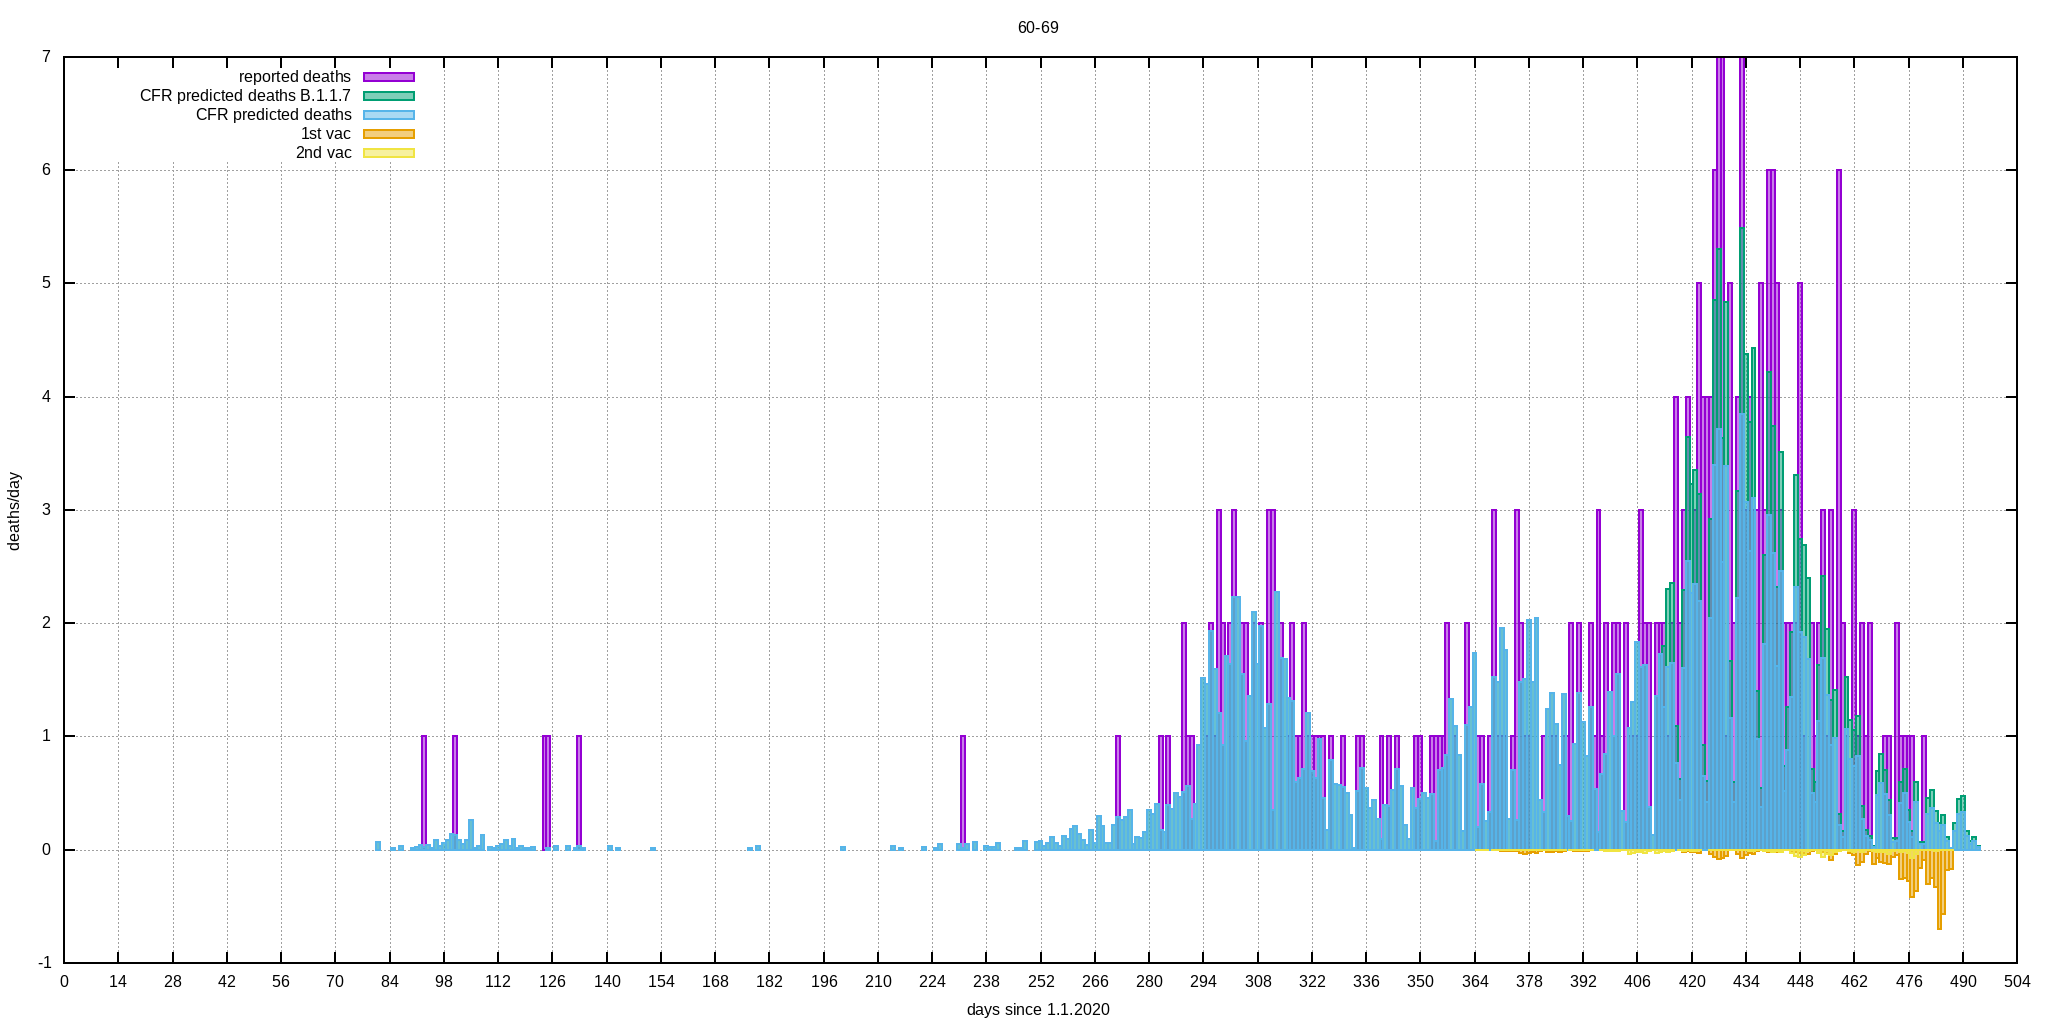 60-69
7
reported deaths
CFR predicted deaths B.1.1.7
CFR predicted deaths
1st vac
2nd vac
6
5
4
3
2
1
0
-1
deaths/day
0 14 28 42 56 70 84 98 112 126 140 154 168 182 196 210 224 238 252 266 280 294 308 322 336 350 364 378 392 406 420 434 448 462 476 490 504
days since 1.1.2020